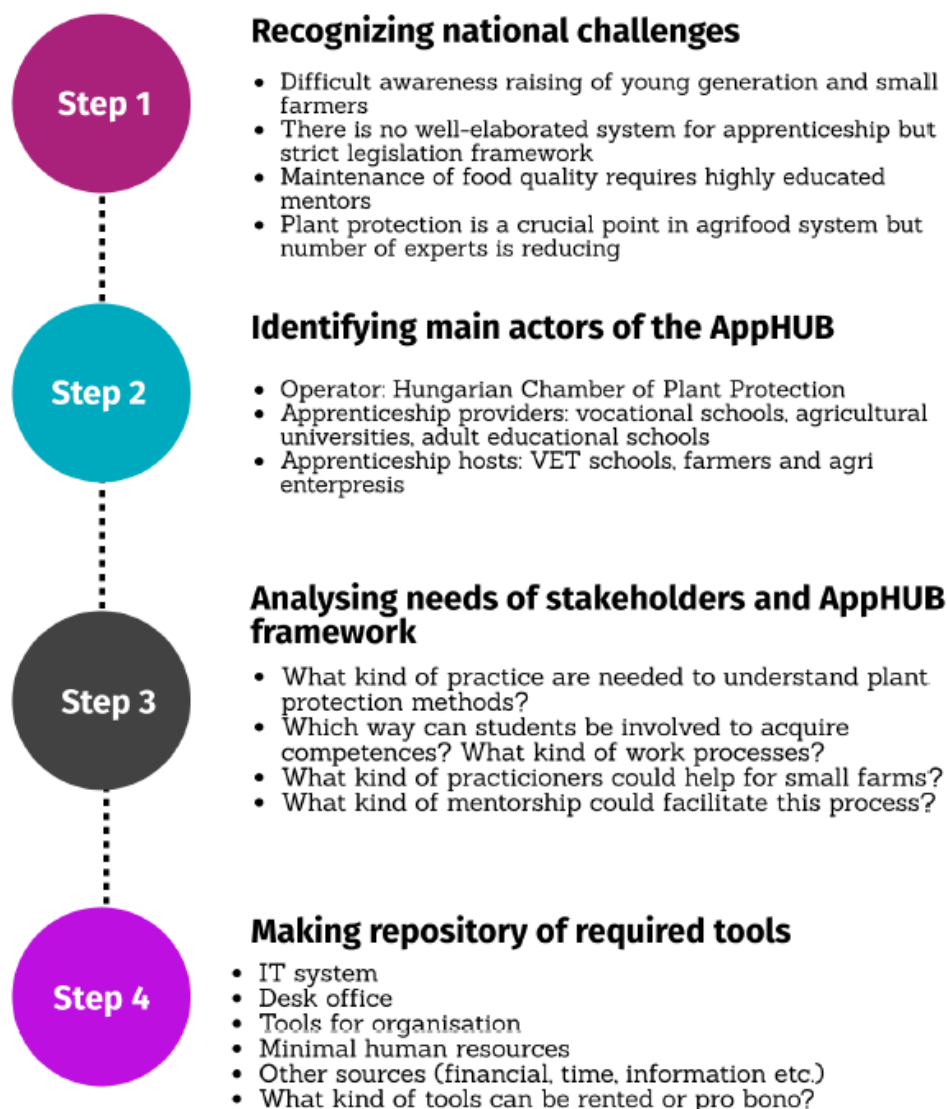 Step 1
Recognizing national challenges
• Difficult awareness raising of young generation and small
farmers
• There is no well-elaborated system for apprenticeship but
strict legislation framework
• Maintenance of food quality requires highly educated
mentors
• Plant protection is a crucial point in agrifood system but
number of experts is reducing
Step 2
Identifying main actors of the AppHUB
• Operator: Hungarian Chamber of Plant Protection
• Apprenticeship providers: vocational schools, agricultural
universities, adult educational schools
• Apprenticeship hosts: VET schools, farmers and agri
enterpresis
Step 3
Analysing needs of stakeholders and AppHUB
framework
• What kind of practice are needed to understand plant
protection methods?
• Which way can students be involved to acquire
competences? What kind of work processes?
• What kind of practicioners could help for small farms?
• What kind of mentorship could facilitate this process?
Step 4
Making repository of required tools
• IT system
• Desk office
• Tools for organisation
• Minimal human resources
• Other sources (financial, time, information etc.)
• What kind of tools can be rented or pro bono?